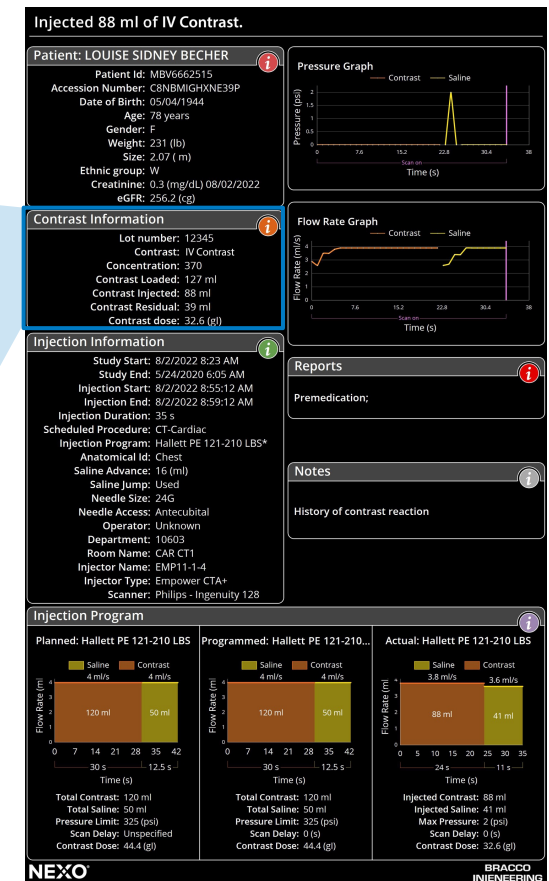 Injected 88 ml of IV Contrast.
Patient: LOUISE SIDNEY BECHER
i
Patient Id: MBV6662515
Accession Number: C8NBMIGHXNE39P
Date of Birth: 05/04/1944
Age: 78 years
Gender: F
Weight: 231 (lb)
Size: 2.07 ( m)
Ethnic group: W
Creatinine: 0.3 (mg/dL) 08/02/2022
eGFR: 256.2 (cg)
Contrast Information
i
Lot number: 12345
Contrast: IV Contrast
Concentration: 370
Contrast Loaded: 127 ml
Contrast Injected: 88 ml
Contrast Residual: 39 ml
Contrast dose: 32.6 (gl)
Injection Information
i
Study Start: 8/2/2022 8:23 AM
Study End: 5/24/2020 6:05 AM
Injection Start: 8/2/2022 8:55:12 AM
Injection End: 8/2/2022 8:59:12 AM
Injection Duration: 35 s
Scheduled Procedure: CT-Cardiac
Injection Program: Hallett PE 121-210 LBS*
Anatomical Id: Chest
Saline Advance: 16 (ml)
Saline Jump: Used
Needle Size: 24G
Needle Access: Antecubital
Operator: Unknown
Department: 10603
Room Name: CAR CT1
Injector Name: EMP11-1-4
Injector Type: Empower CTA+
Scanner: Philips - Ingenuity 128
Pressure Graph
Contrast Saline
Pressure (psi)
2
1.5
1
0.5
0
0 7.6 15.2 22.8 30.4 38
Scan on
Time (s)
Flow Rate Graph
Contrast Saline
Flow Rate (ml/s)
4
3
2
1
0
0 7.6 15.2 22.8 30.4 38
Scan on
Time (s)
Reports
i
Premedication;
Notes
i
History of contrast reaction
Injection Program
i
Planned: Hallett PE 121-210 LBS
Saline Contrast
4 ml/s 4 ml/s
Flow Rate (ml
4
3
2
1
0
120 ml 50 ml
0 7 14 21 28 35 42
30 s 12.5 s
Time (s)
Total Contrast: 120 ml
Total Saline: 50 ml
Pressure Limit: 325 (psi)
Scan Delay: Unspecified
Contrast Dose: 44.4 (gl)
Programmed: Hallett PE 121-210...
Saline Contrast
4 ml/s 4 ml/s
Flow Rate (ml
4
3
2
1
0
120 ml 50 ml
0 7 14 21 28 35 42
30 s 12.5 s
Time (s)
Total Contrast: 120 ml
Total Saline: 50 ml
Pressure Limit: 325 (psi)
Scan Delay: 0 (s)
Contrast Dose: 44.4 (gl)
Actual: Hallett PE 121-210 LBS
Saline Contrast
3.8 ml/s 3.6 ml/s
Flow Rate (ml
4
3
2
1
0
88 ml 41 ml
0 5 10 15 20 25 30 35
24 s 11 s
Time (s)
Injected Contrast: 88 ml
Injected Saline: 41 ml
Max Pressure: 2 (psi)
Scan Delay: 0 (s)
Contrast Dose: 32.6 (gl)
NEXO
BRACCO
INJENEERING